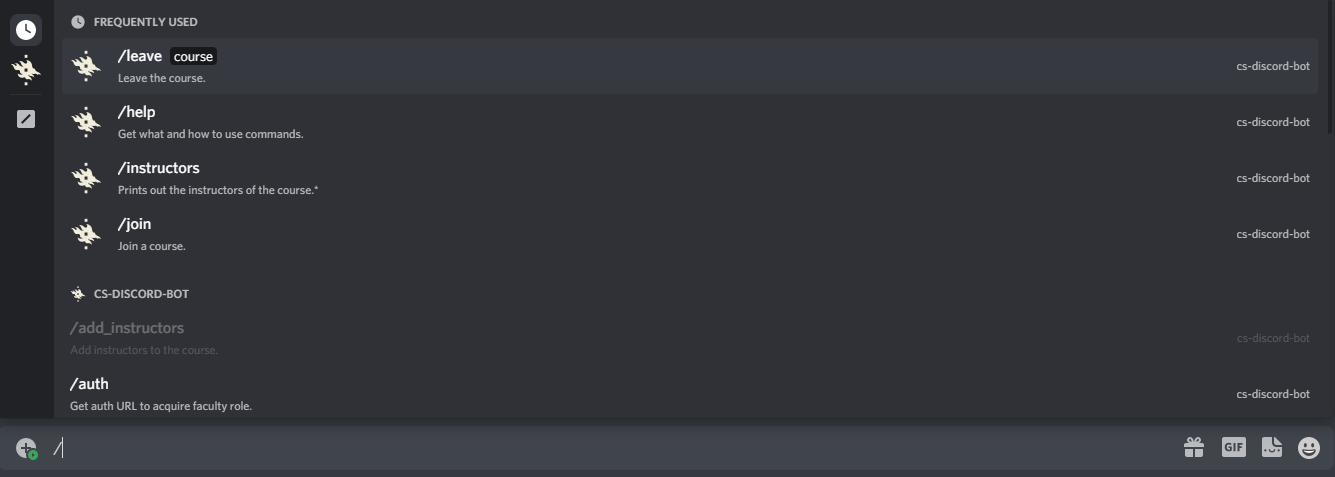 FREQUENTLY USED
/leave course
Leave the course.
cs-discord-bot
/help
Get what and how to use commands.
cs-discord-bot
/instructors
Prints out the instructors of the course.*
cs-discord-bot
/join
Join a course.
cs-discord-bot
CS-DISCORD-BOT
/add_instructors
Add instructors to the course.
cs-discord-bot
/auth
Get auth URL to acquire faculty role.
cs-discord-bot
/
GIF